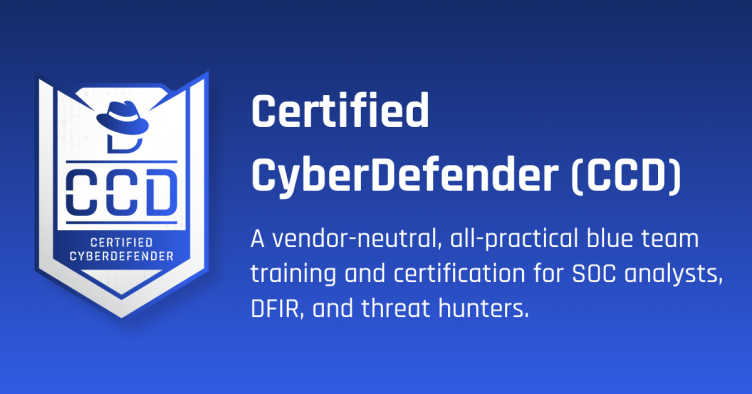 CCD
CERTIFIED
CYBERDEFENDER
Certified
CyberDefender (CCD)
A vendor-neutral, all-practical blue team
training and certification for SOC analysts,
DFIR, and threat hunters.